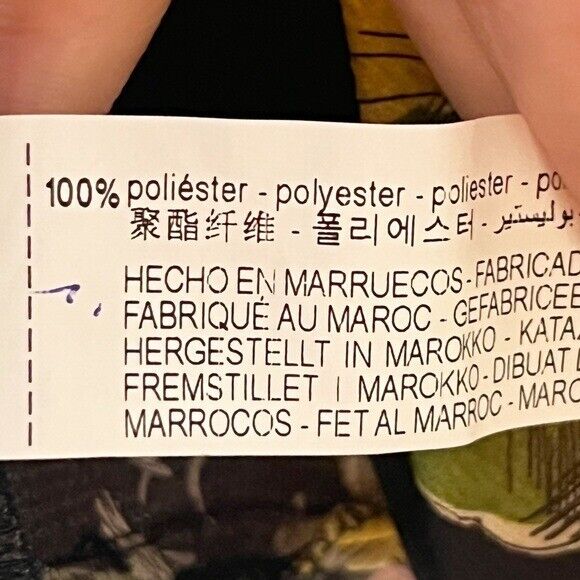 100% poliéster - polyester - poliester - po
聚酯纤维 - 폴리에스터 - بوليستير
HECHO EN MARRUECOS - FABRICAD
FABRIQUÉ AU MAROC - GEFABRICEE
HERGESTELLT IN MAROKKO - KATA
FREMSTILLET I MAROKKO - DIBUAT
MARROCOS - FET AL MARROC - MARO